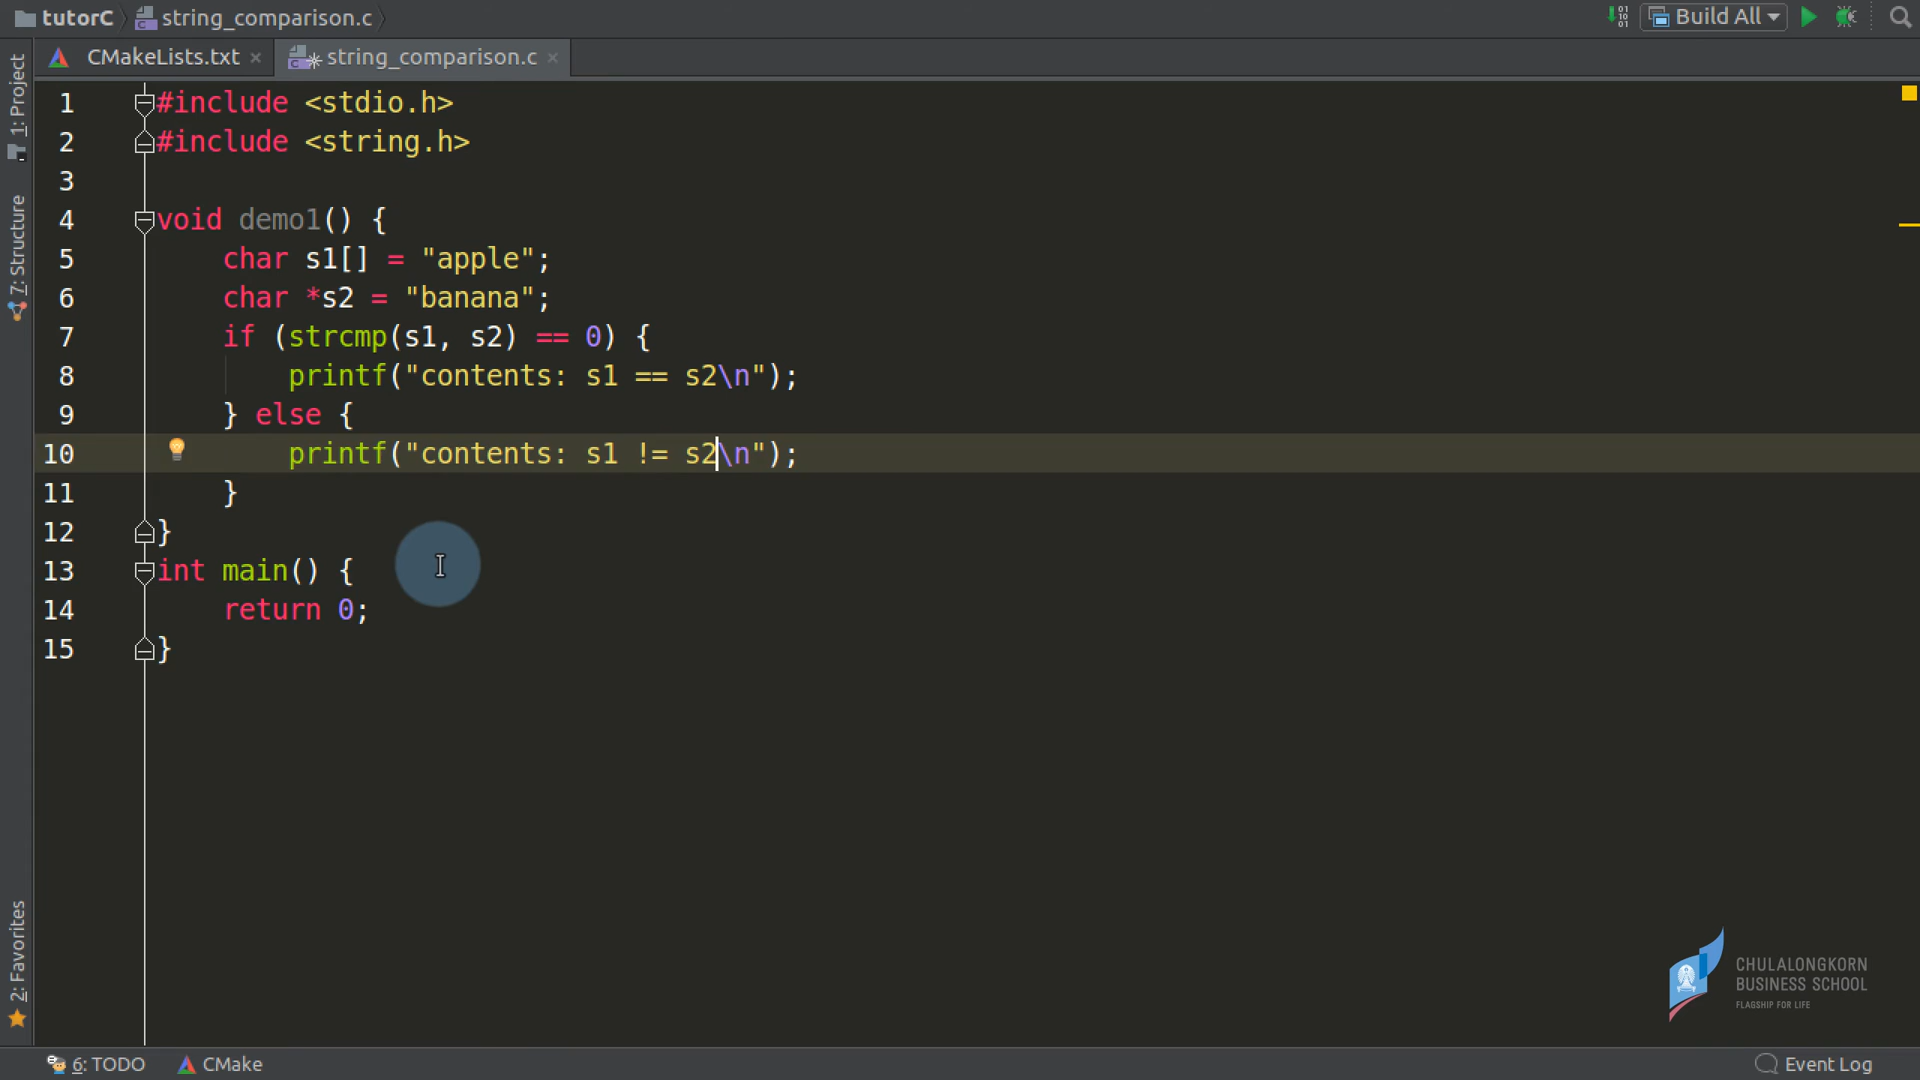 tutorC string_comparison.c Build All
CMakeLists.txt string_comparison.c
1: Project
7: Structure
2: Favorites
1 #include <stdio.h>
2 #include <string.h>
3
4 void demo1() {
5 char s1[] = "apple";
6 char *s2 = "banana";
7 if (strcmp(s1, s2) == 0) {
8 printf("contents: s1 == s2\n");
9 } else {
10 printf("contents: s1 != s2\n");
11 }
12 }
13 int main() {
14 return 0;
15 }
CHULALONGKORN
BUSINESS SCHOOL
FLAGSHIP FOR LIFE
6: TODO CMake Event Log